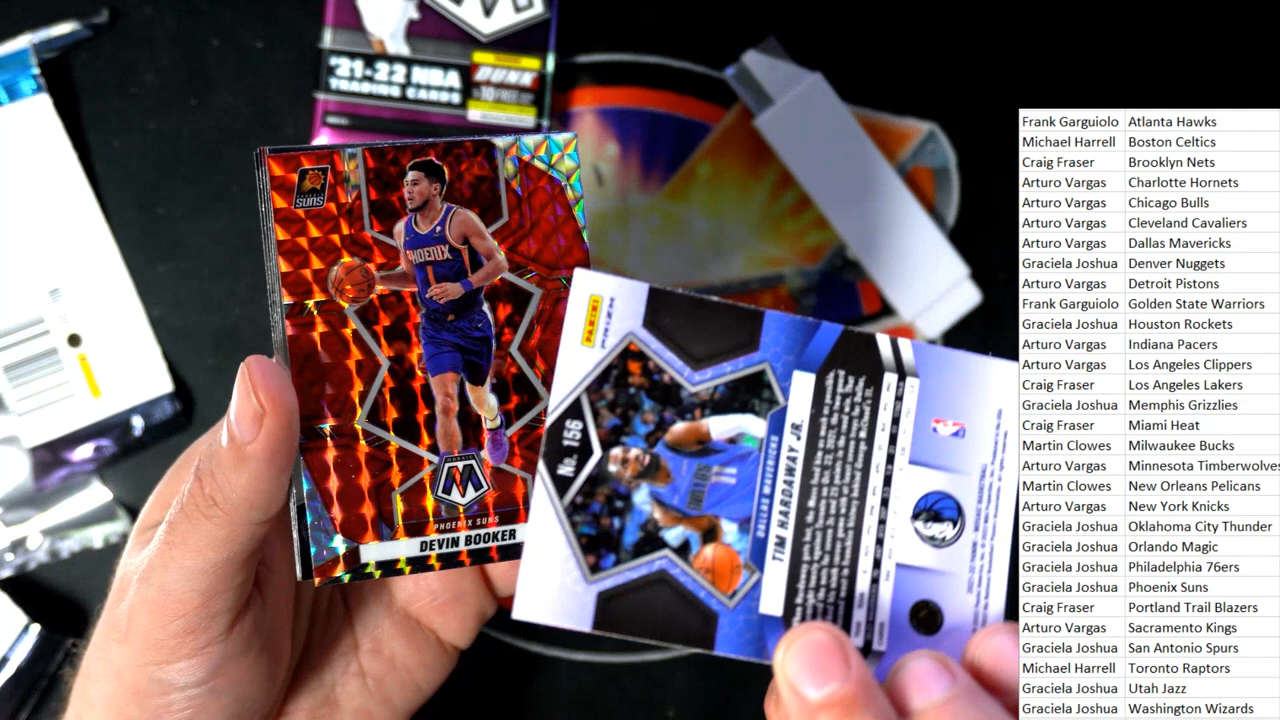 '21-22 NBA
TRADING CARDS
DUNK
SUNS
PHOENIX
1
MOSAIC
PHOENIX SUNS
DEVIN BOOKER
PANINI
PRIZM
No. 156
DALLAS MAVERICKS
TIM HARDAWAY JR.
Frank Garguiolo Atlanta Hawks
Michael Harrell Boston Celtics
Craig Fraser Brooklyn Nets
Arturo Vargas Charlotte Hornets
Arturo Vargas Chicago Bulls
Arturo Vargas Cleveland Cavaliers
Arturo Vargas Dallas Mavericks
Graciela Joshua Denver Nuggets
Arturo Vargas Detroit Pistons
Frank Garguiolo Golden State Warriors
Graciela Joshua Houston Rockets
Arturo Vargas Indiana Pacers
Arturo Vargas Los Angeles Clippers
Craig Fraser Los Angeles Lakers
Graciela Joshua Memphis Grizzlies
Craig Fraser Miami Heat
Martin Clowes Milwaukee Bucks
Arturo Vargas Minnesota Timberwolves
Martin Clowes New Orleans Pelicans
Arturo Vargas New York Knicks
Graciela Joshua Oklahoma City Thunder
Graciela Joshua Orlando Magic
Graciela Joshua Philadelphia 76ers
Graciela Joshua Phoenix Suns
Craig Fraser Portland Trail Blazers
Arturo Vargas Sacramento Kings
Graciela Joshua San Antonio Spurs
Michael Harrell Toronto Raptors
Graciela Joshua Utah Jazz
Graciela Joshua Washington Wizards